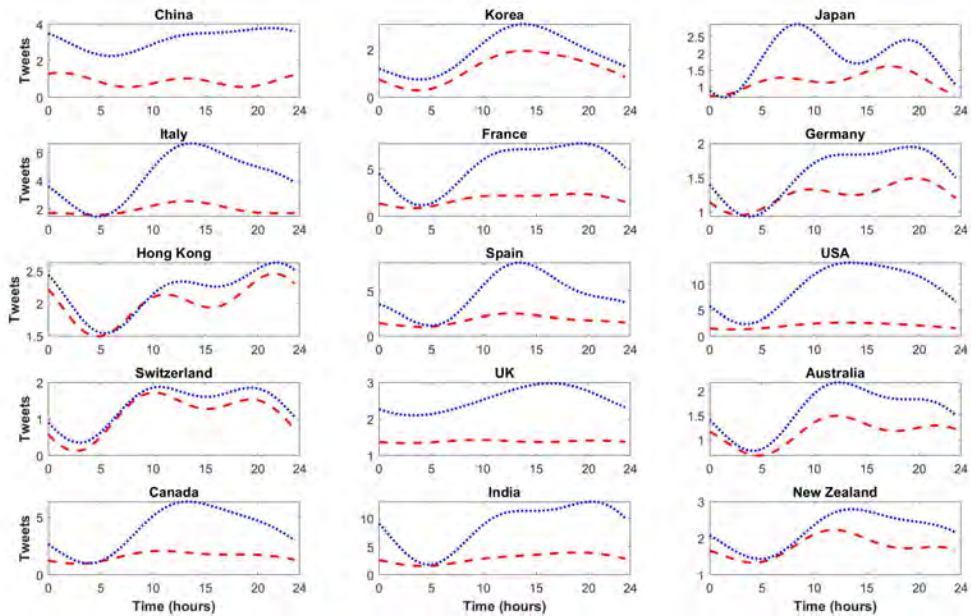 China
Korea
Japan
Tweets
4
2
0
0 5 10 15 20 24
2
0
0 5 10 15 20 24
2.5
2
1.5
1
0 5 10 15 20 24
Italy
France
Germany
Tweets
6
4
2
0 5 10 15 20 24
5
0
0 5 10 15 20 24
2
1.5
1
0 5 10 15 20 24
Hong Kong
Spain
USA
Tweets
2.5
2
1.5
0 5 10 15 20 24
5
0
0 5 10 15 20 24
10
5
0
0 5 10 15 20 24
Switzerland
UK
Australia
Tweets
2
1
0
0 5 10 15 20 24
3
2
1
0 5 10 15 20 24
2
1.5
1
0 5 10 15 20 24
Canada
India
New Zealand
Tweets
5
0
0 5 10 15 20 24
10
5
0
0 5 10 15 20 24
3
2
1
0 5 10 15 20 24
Time (hours)
Time (hours)
Time (hours)